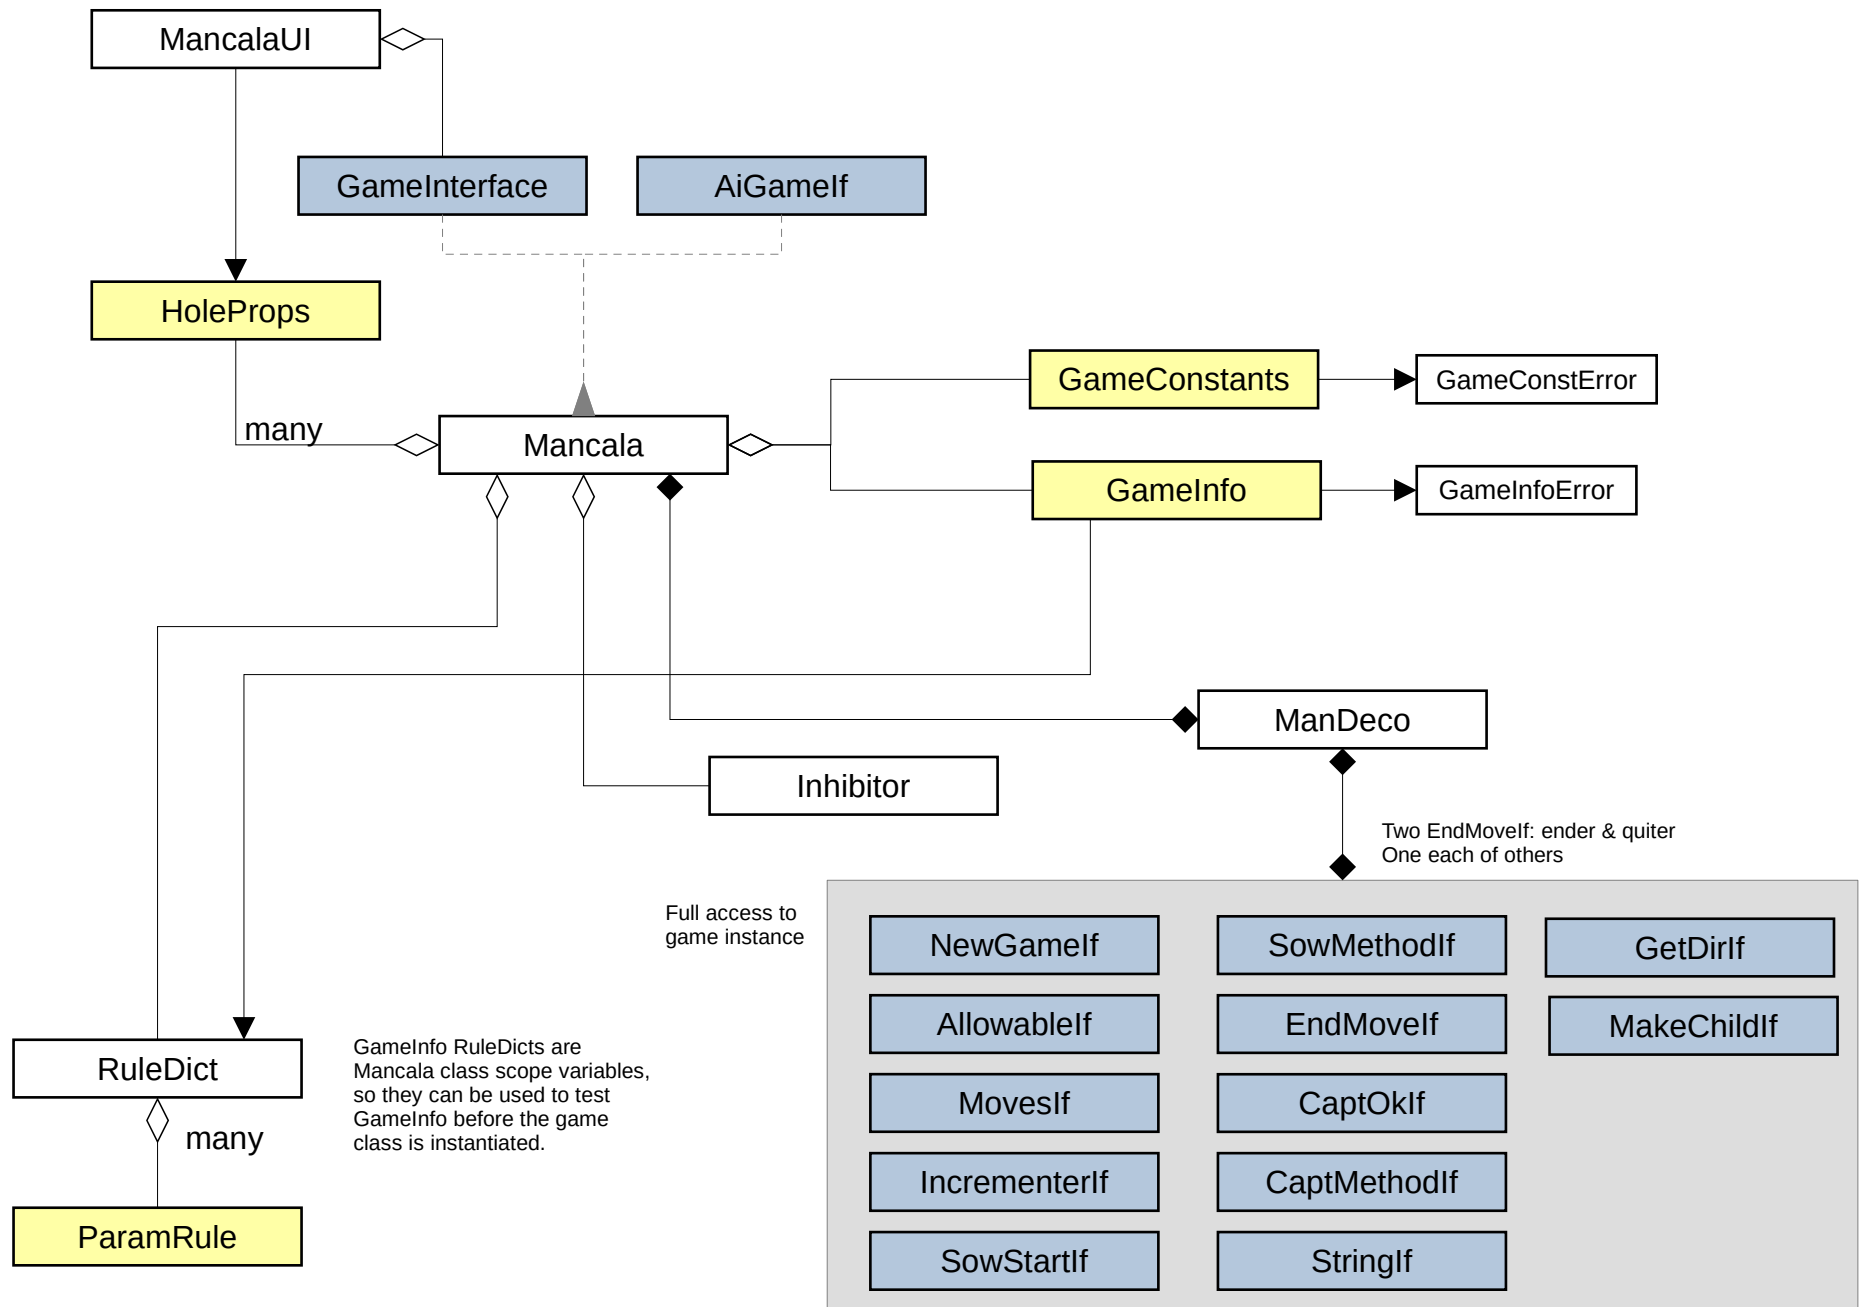 MancalaUI
GameInterface
AiGameIf
HoleProps
many
Mancala
GameConstants
GameConstError
GameInfo
GameInfoError
ManDeco
Inhibitor
Two EndMoveIf: ender & quiter
One each of others
Full access to
game instance
NewGameIf
SowMethodIf
GetDirIf
AllowableIf
EndMoveIf
MakeChildIf
MovesIf
CaptOkIf
IncrementerIf
CaptMethodIf
SowStartIf
StringIf
RuleDict
GameInfo RuleDicts are
Mancala class scope variables,
so they can be used to test
GameInfo before the game
class is instantiated.
many
ParamRule